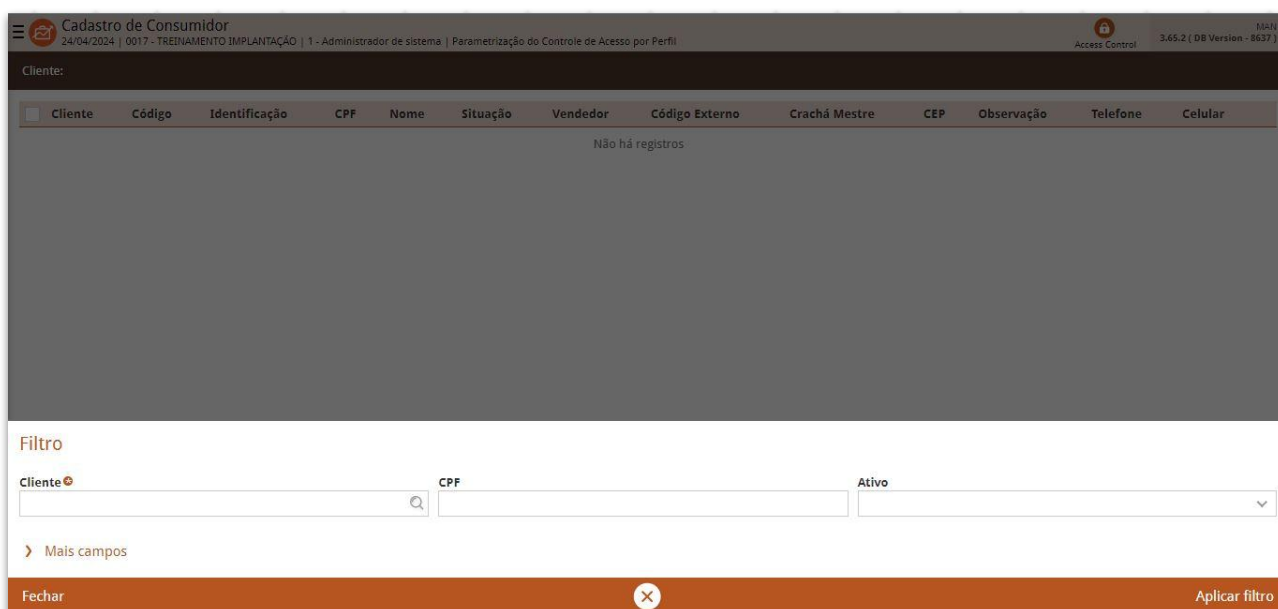 Cadastro de Consumidor
24/04/2024 | 0017 - TREINAMENTO IMPLANTAÇÃO | 1 - Administrador de sistema | Parametrização do Controle de Acesso por Perfil
Access Control
MAN
3.65.2 ( DB Version - 8637 )
Cliente:
Cliente Código Identificação CPF Nome Situação Vendedor Código Externo Crachá Mestre CEP Observação Telefone Celular
Não há registros
Filtro
Cliente CPF Ativo
Mais campos
Fechar Aplicar filtro